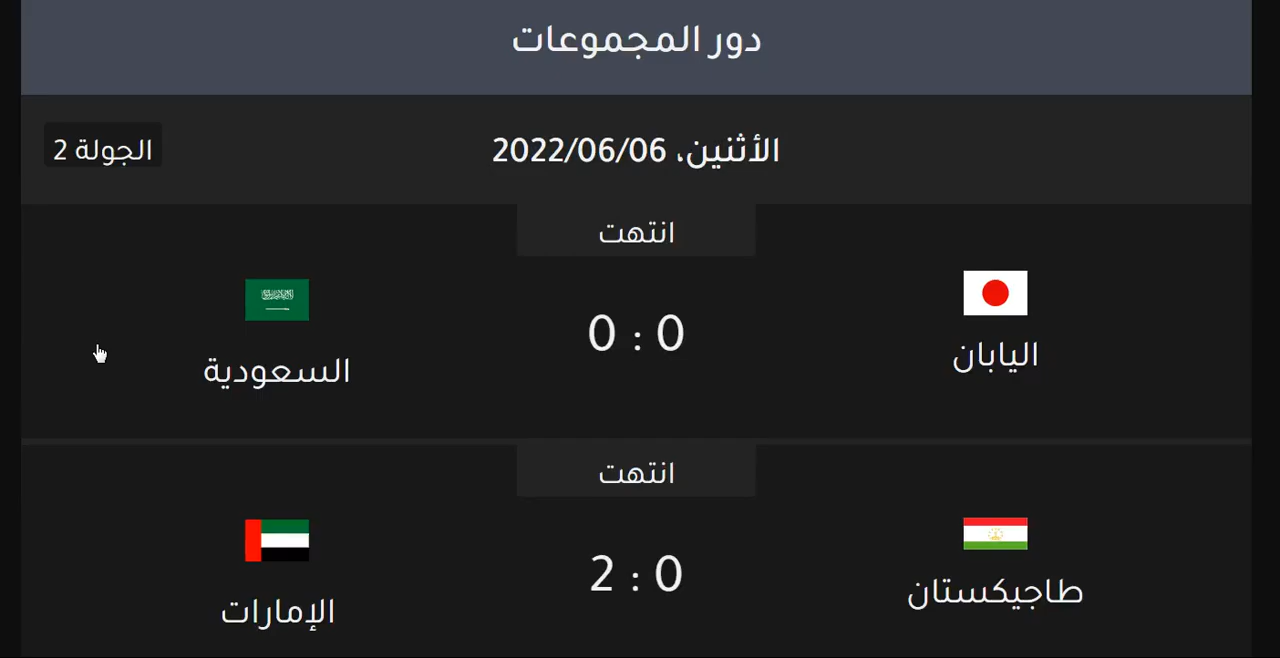 دور المجموعات
الأثنين، 2022/06/06
الجولة 2
انتهت
اليابان
0 : 0
السعودية
انتهت
طاجيكستان
2 : 0
الإمارات